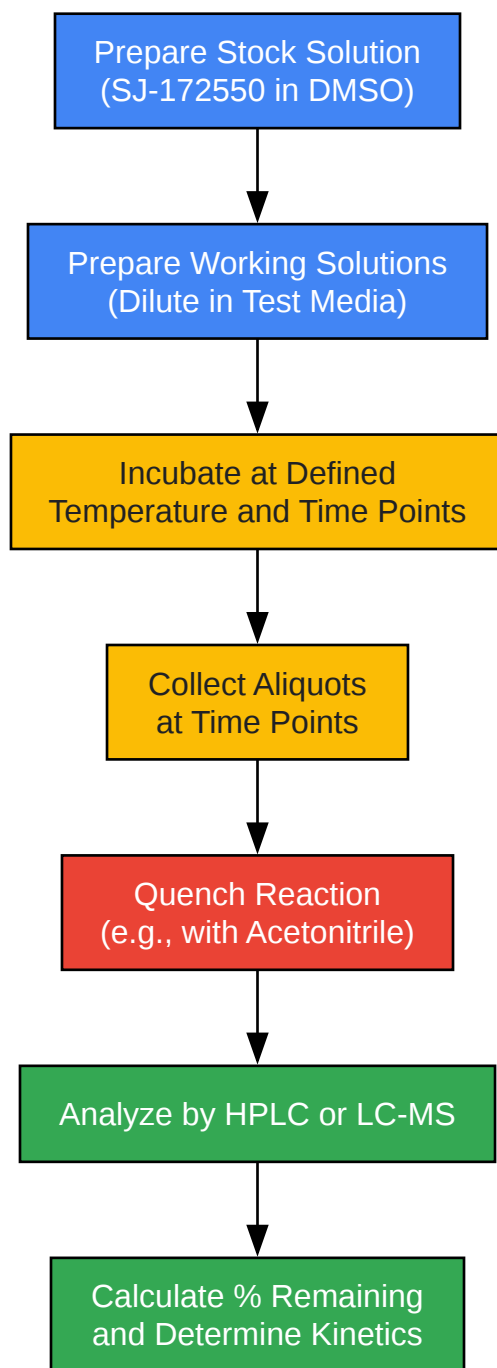 Prepare Stock Solution
(SJ-172550 in DMSO)
Prepare Working Solutions
(Dilute in Test Media)
Incubate at Defined
Temperature and Time Points
Collect Aliquots
at Time Points
Quench Reaction
(e.g., with Acetonitrile)
Analyze by HPLC or LC-MS
Calculate % Remaining
and Determine Kinetics